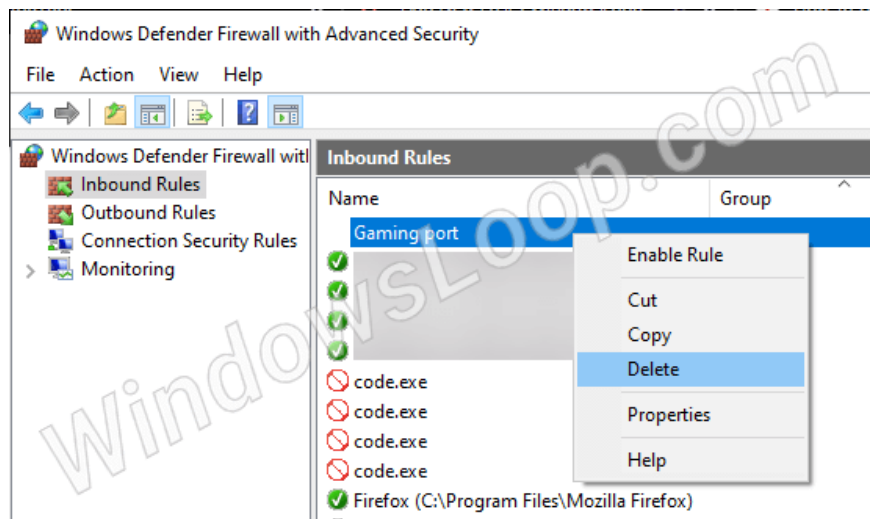 Windows Defender Firewall with Advanced Security
File Action View Help
Windows Defender Firewall witl
Inbound Rules
Outbound Rules
Connection Security Rules
Monitoring
Inbound Rules
Name Group
Gaming port
code.exe
code.exe
code.exe
code.exe
Firefox (C:\Program Files\Mozilla Firefox)
Enable Rule
Cut
Copy
Delete
Properties
Help
WindowsLoop.com